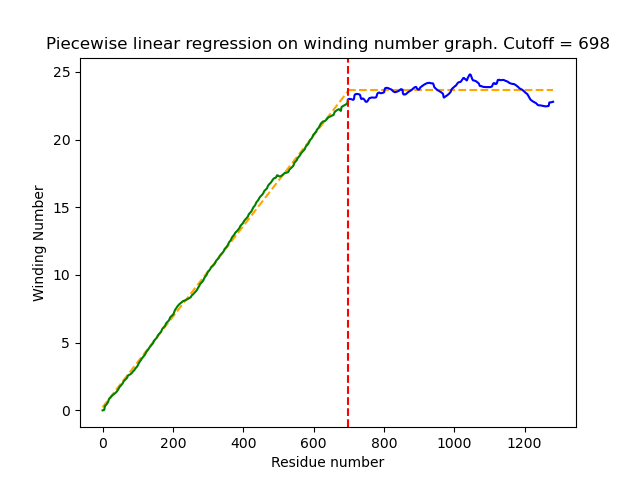 Piecewise linear regression on winding number graph. Cutoff = 698
25
20
15
10
5
0
Winding Number
0 200 400 600 800 1000 1200
Residue number